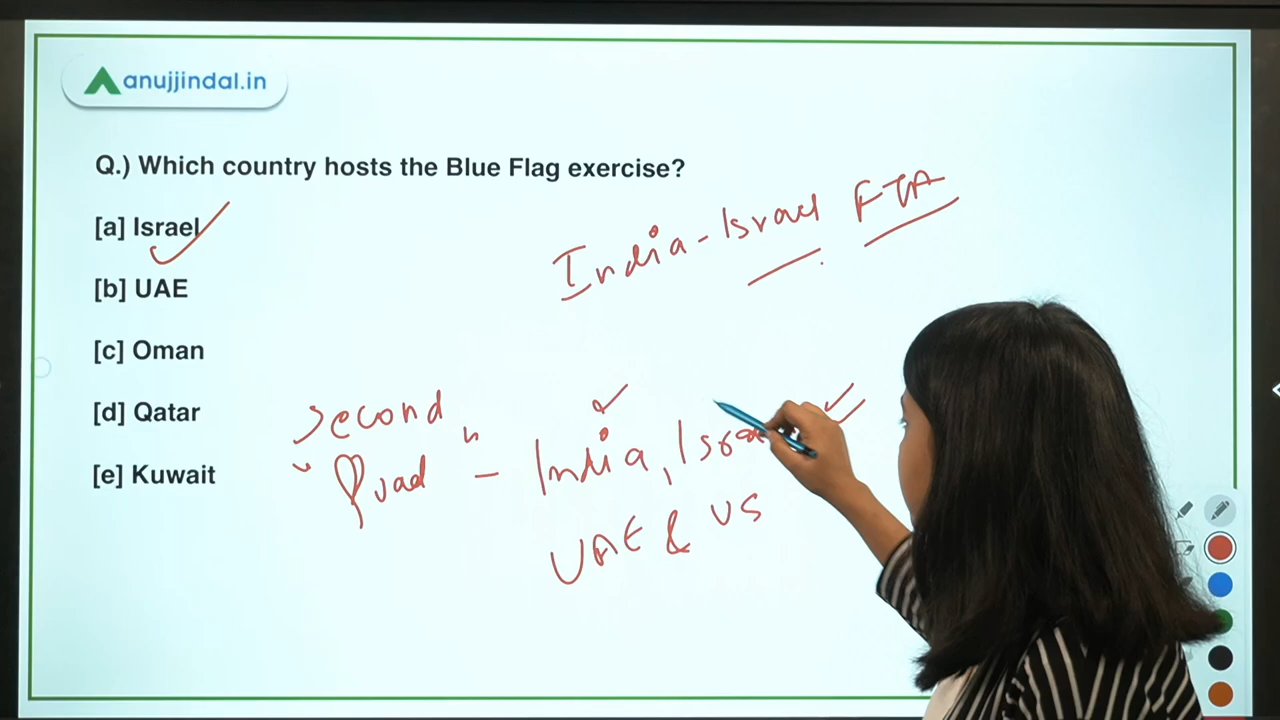 anujjindal.in
Q.) Which country hosts the Blue Flag exercise?
[a] Israel
[b] UAE
[c] Oman
[d] Qatar
[e] Kuwait
India-Israel FTA
"Second
Quad" - India,
UAE & US